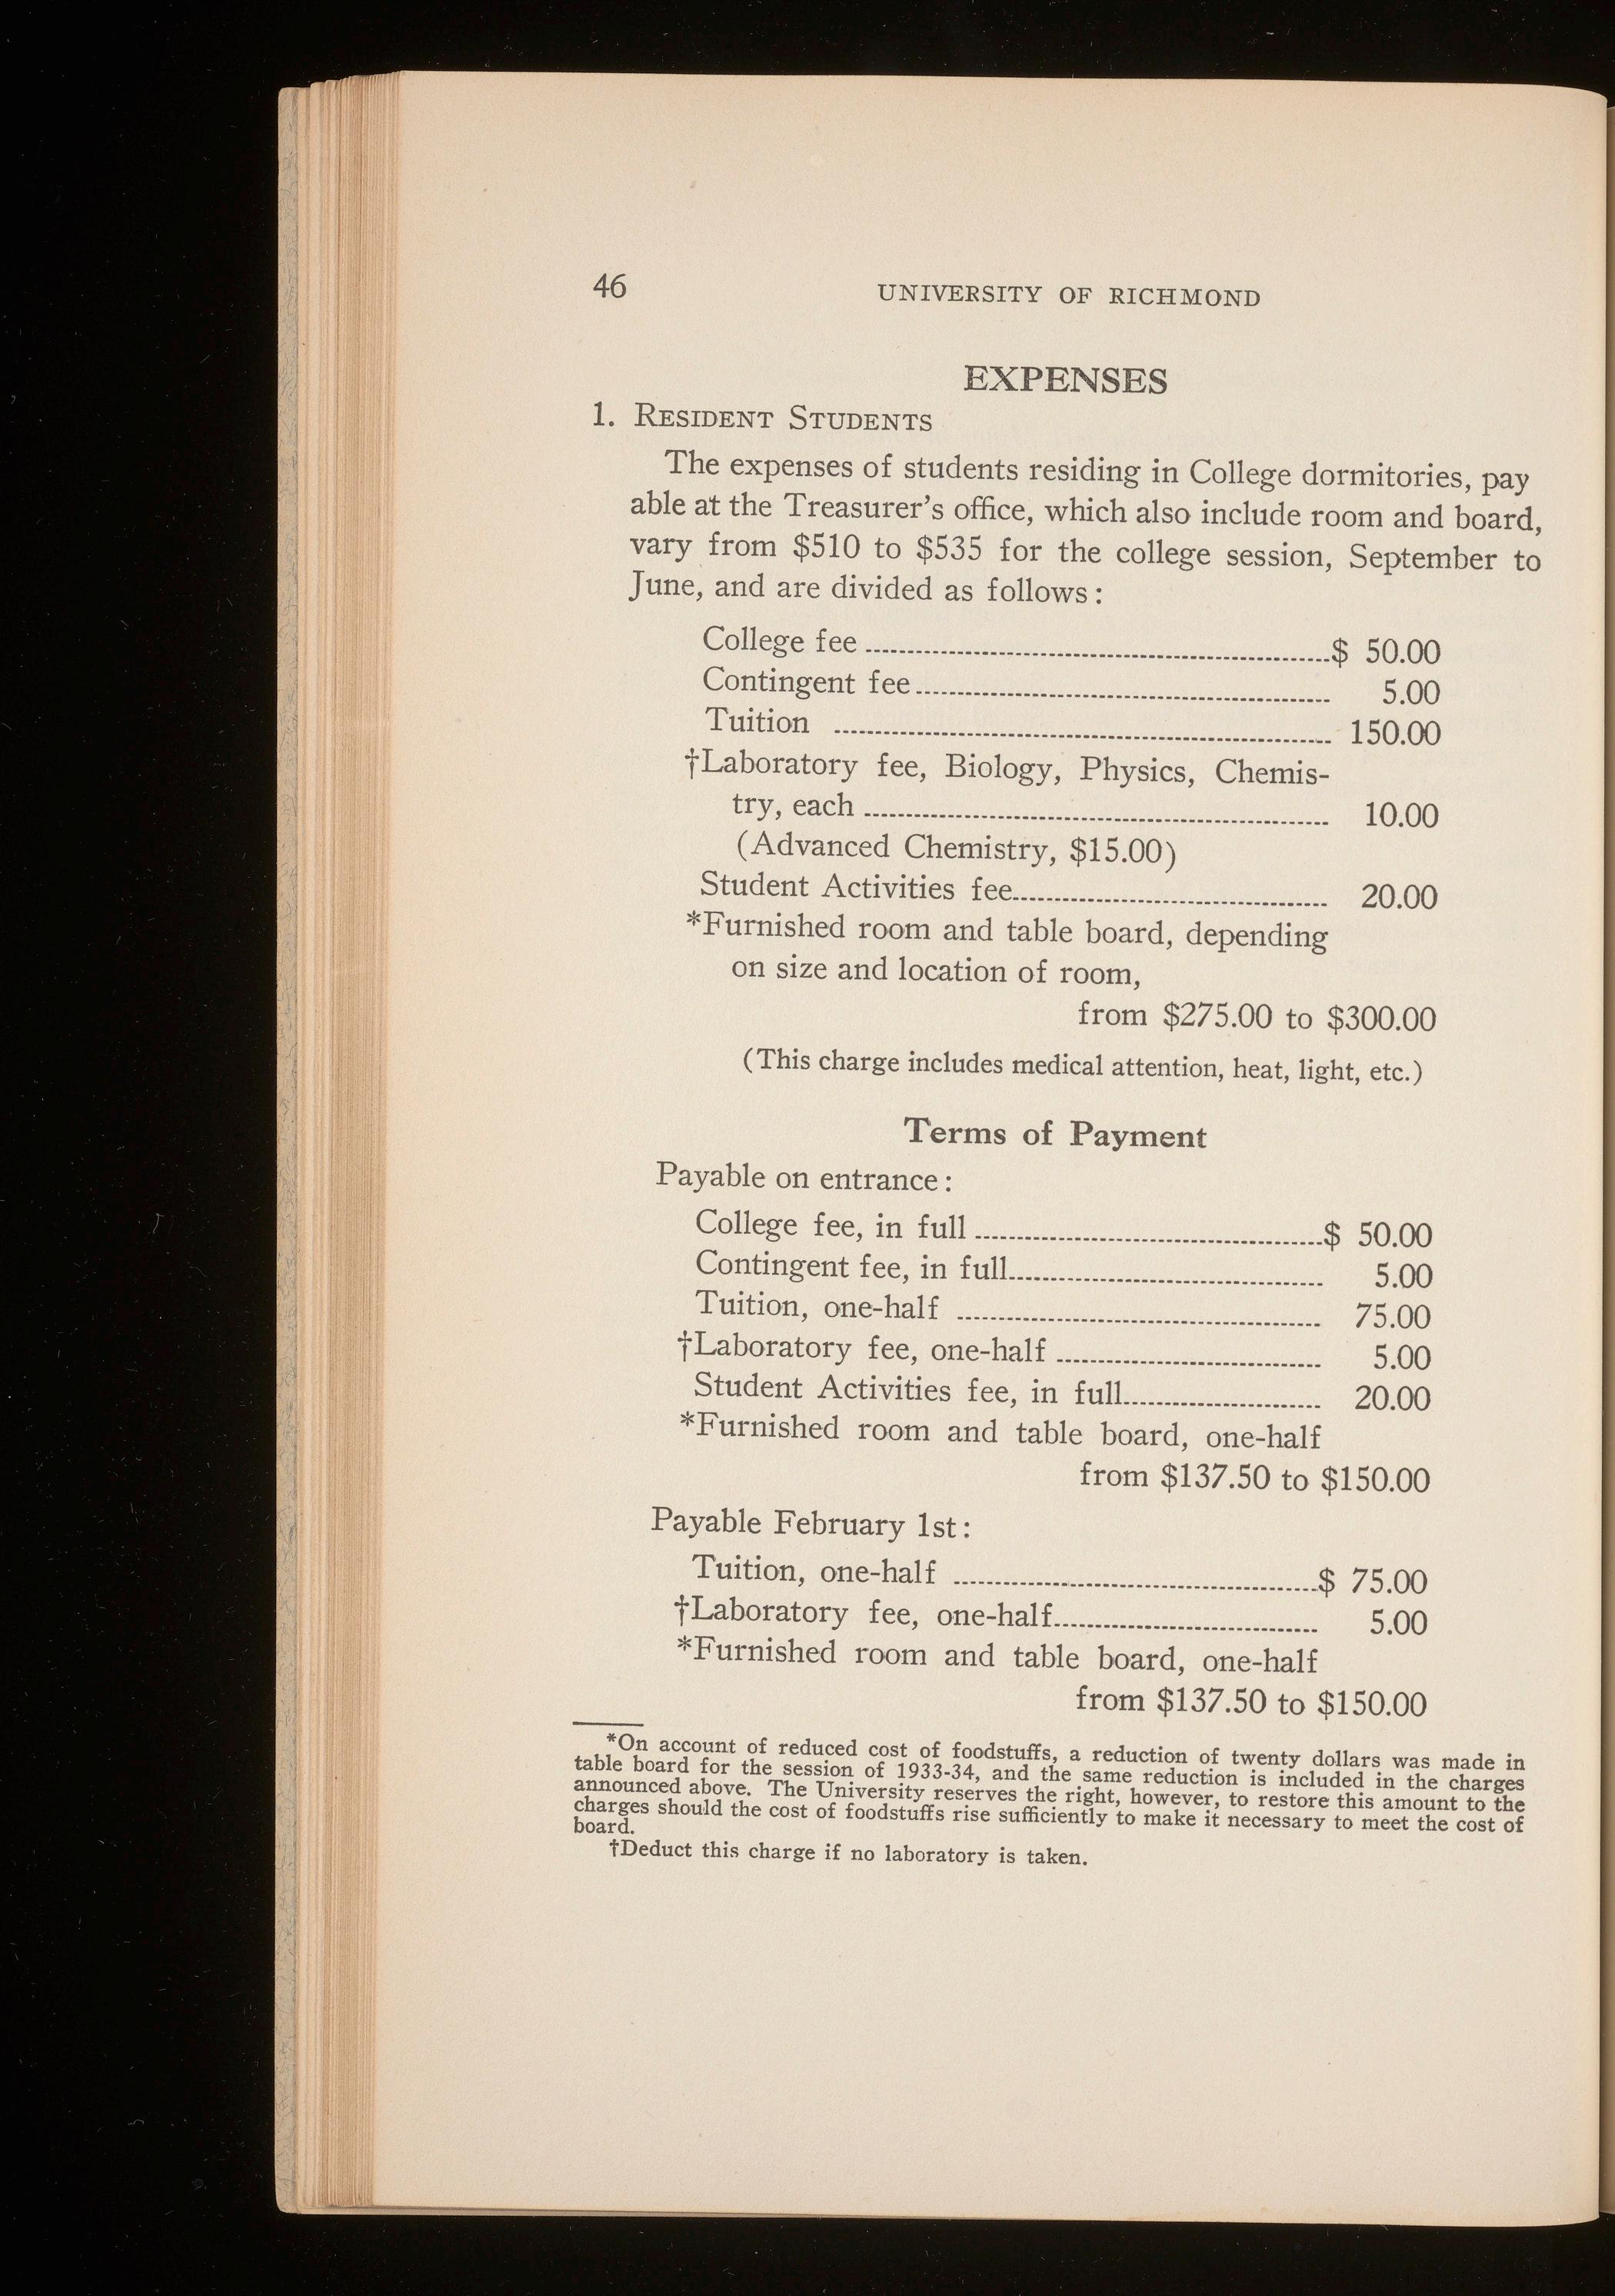 46
UNIVERSITY OF RICHMOND
EXPENSES
1. RESIDENT STUDENTS
The expenses of students residing in College dormitories, pay
able at the Treasurer's office, which also include room and board,
vary from $510 to $535 for the college session, September to
June, and are divided as follows:
College fee ........ $ 50.00
Contingent fee ........ 5.00
Tuition ........ 150.00
†Laboratory fee, Biology, Physics, Chemis-
try, each ........ 10.00
(Advanced Chemistry, $15.00)
Student Activities fee ........ 20.00
*Furnished room and table board, depending
on size and location of room,
from $275.00 to $300.00
(This charge includes medical attention, heat, light, etc.)
Terms of Payment
Payable on entrance:
College fee, in full ........ $ 50.00
Contingent fee, in full ........ 5.00
Tuition, one-half ........ 75.00
†Laboratory fee, one-half ........ 5.00
Student Activities fee, in full ........ 20.00
*Furnished room and table board, one-half
from $137.50 to $150.00
Payable February 1st:
Tuition, one-half ........ $ 75.00
†Laboratory fee, one-half ........ 5.00
*Furnished room and table board, one-half
from $137.50 to $150.00
*On account of reduced cost of foodstuffs, a reduction of twenty dollars was made in
table board for the session of 1933-34, and the same reduction is included in the charges
announced above. The University reserves the right, however, to restore this amount to the
charges should the cost of foodstuffs rise sufficiently to make it necessary to meet the cost of
board.
†Deduct this charge if no laboratory is taken.